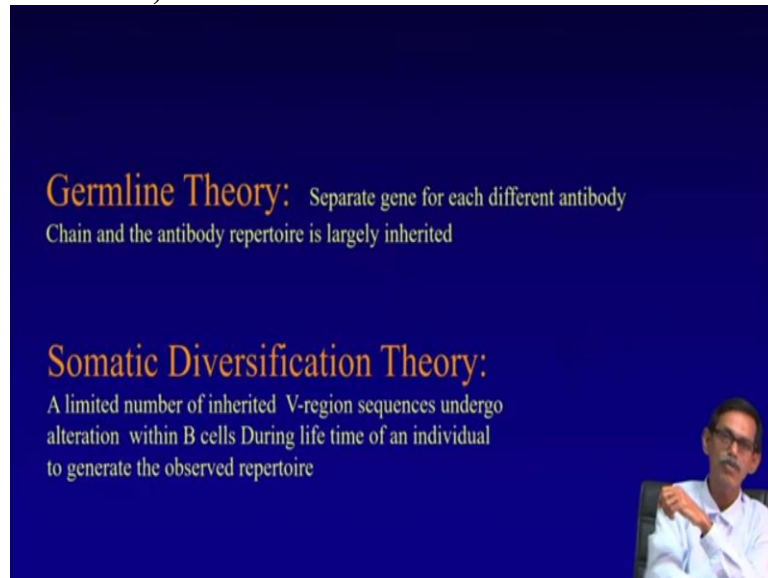 Germline Theory: Separate gene for each different antibody
Chain and the antibody repertoire is largely inherited
Somatic Diversification Theory:
A limited number of inherited V-region sequences undergo
alteration within B cells During life time of an individual
to generate the observed repertoire